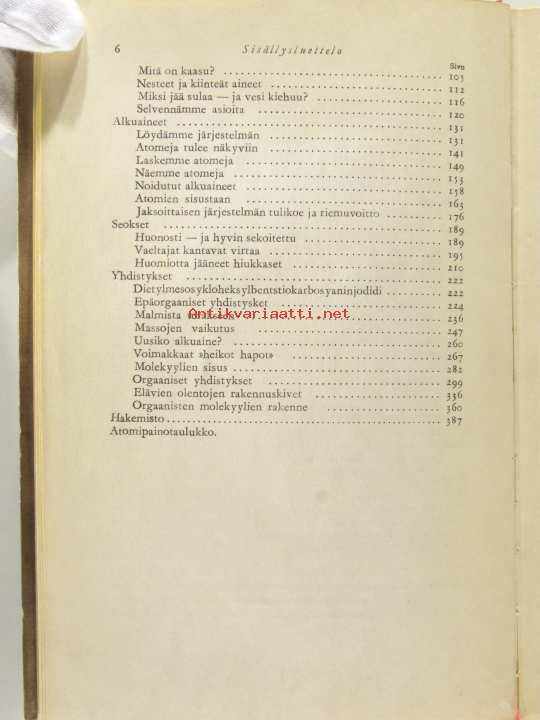 6 Sisällysluettelo
Sivu
Mitä on kaasu? 105
Nesteet ja kiinteät aineet 112
Miksi jää sulaa — ja vesi kiehuu? 116
Selvennämme asioita 120
Alkuaineet 131
Löydämme järjestelmän 131
Atomeja tulee näkyviin 141
Laskemme atomeja 149
Näemme atomeja 153
Noidutut alkuaineet 158
Atomien sisustaan 163
Jaksoittaisen järjestelmän tulikoe ja riemuvoitto 176
Seokset 189
Huonosti — ja hyvin sekoitettu 189
Vaeltajat kantavat virtaa 195
Huomiotta jääneet hiukkaset 210
Yhdistykset 222
Dietylmesosykloheksylbentstiokarbosyaninjodidi 222
Epäorgaaniset yhdistykset 224
Antikvariaatti.net
Malmista 236
Massojen vaikutus 247
Uusiko alkuaine? 260
Voimakkaat »heikot hapot» 267
Molekyylien sisus 282
Orgaaniset yhdistykset 299
Elävien olentojen rakennuskivet 336
Orgaanisten molekyylien rakenne 360
Hakemisto 387
Atomipainotaulukko.